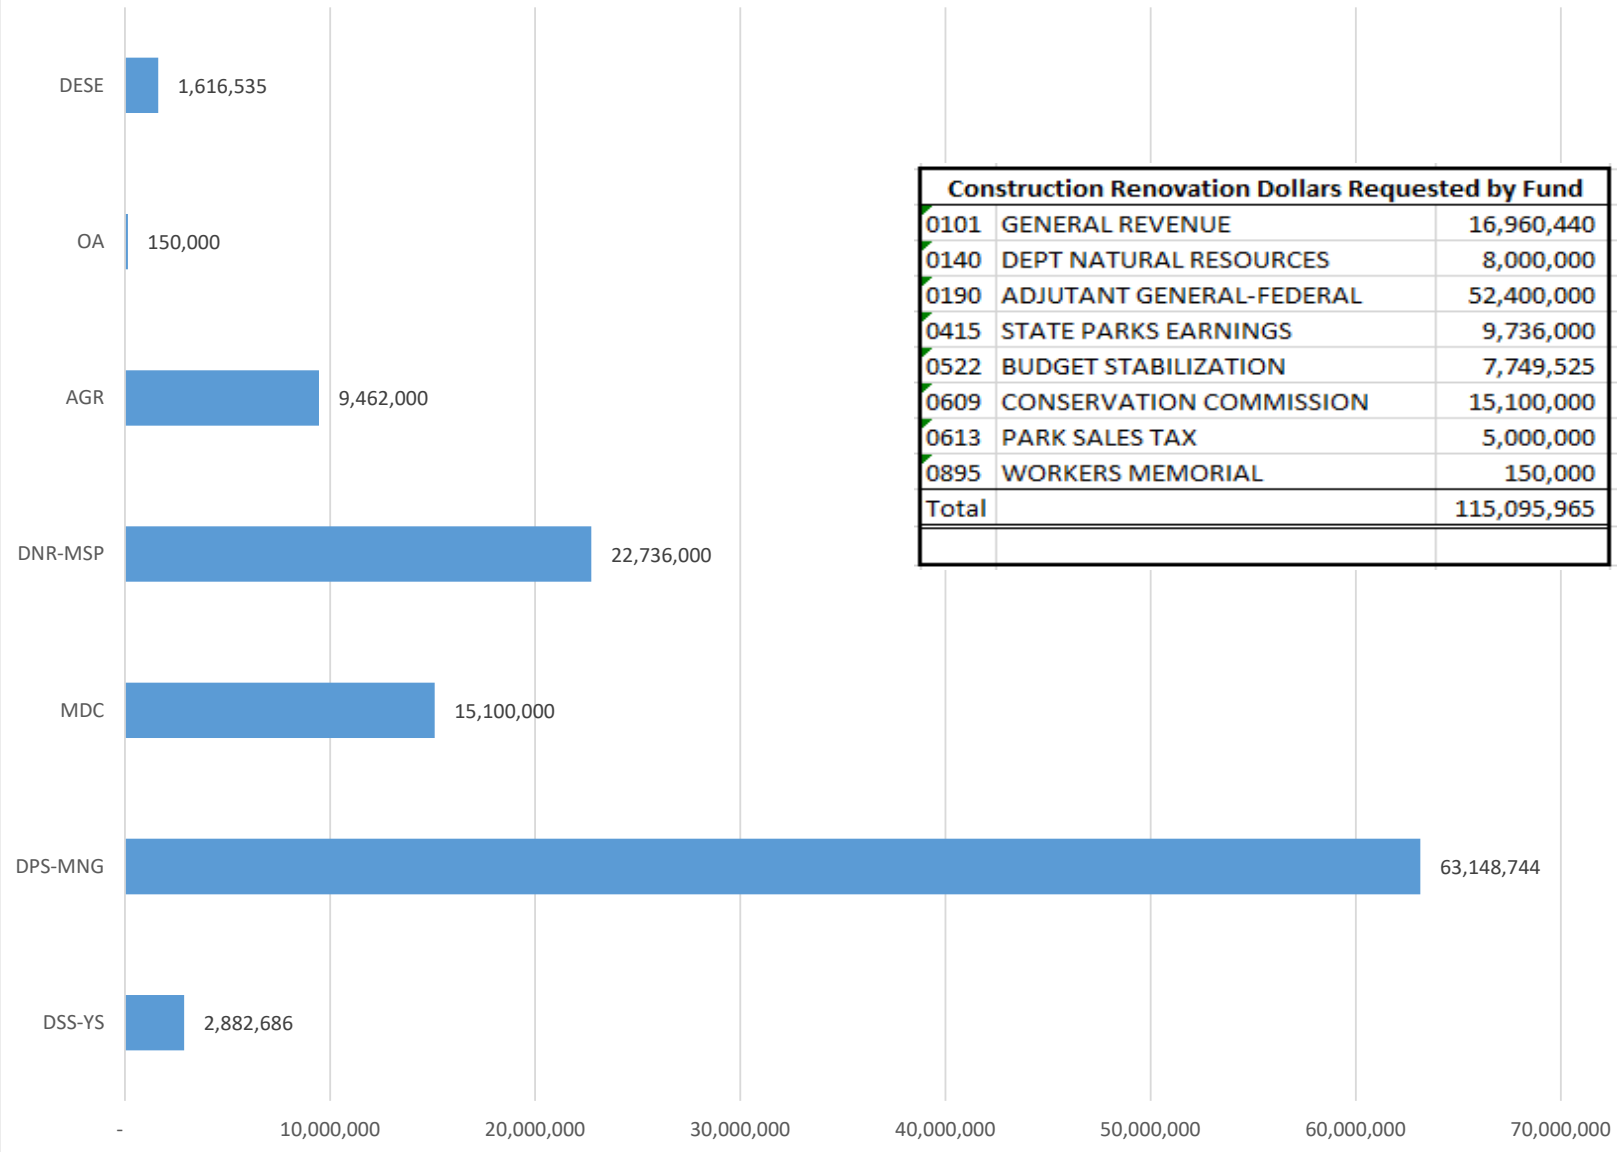 DESE 1,616,535
OA 150,000
AGR 9,462,000
DNR-MSP 22,736,000
MDC 15,100,000
DPS-MNG 63,148,744
DSS-YS 2,882,686
- 10,000,000 20,000,000 30,000,000 40,000,000 50,000,000 60,000,000 70,000,000
Construction Renovation Dollars Requested by Fund
0101 GENERAL REVENUE 16,960,440
0140 DEPT NATURAL RESOURCES 8,000,000
0190 ADJUTANT GENERAL-FEDERAL 52,400,000
0415 STATE PARKS EARNINGS 9,736,000
0522 BUDGET STABILIZATION 7,749,525
0609 CONSERVATION COMMISSION 15,100,000
0613 PARK SALES TAX 5,000,000
0895 WORKERS MEMORIAL 150,000
Total 115,095,965